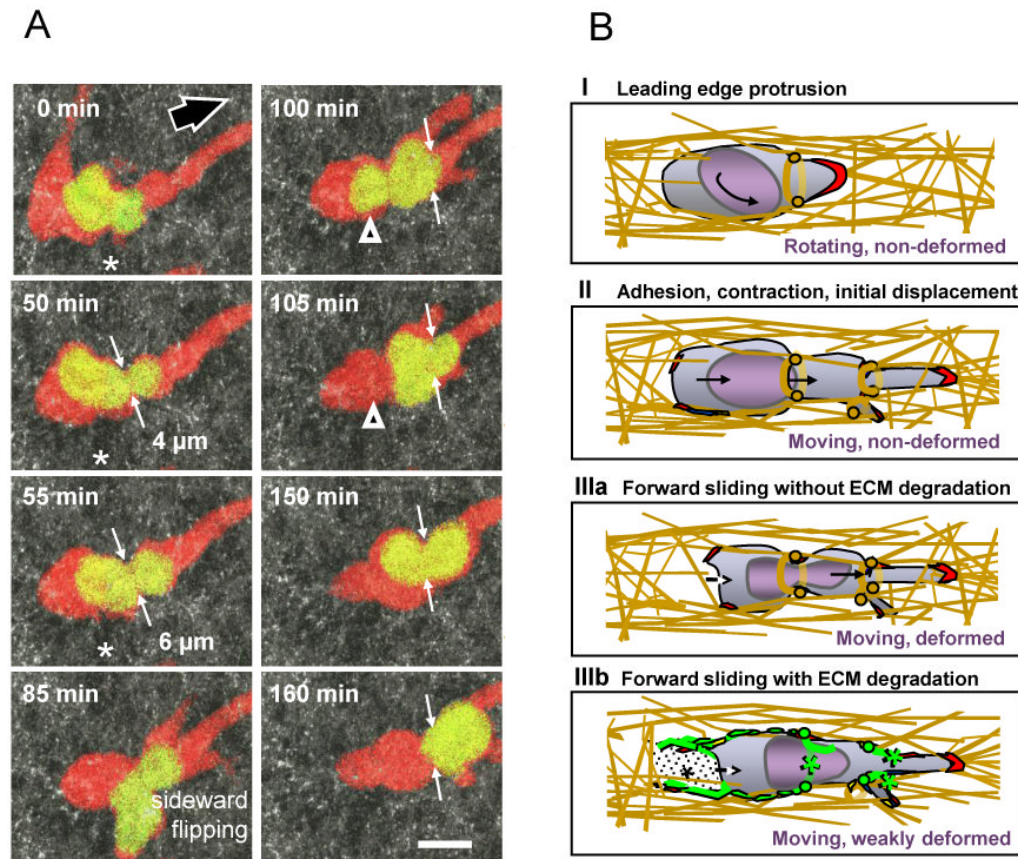 A
0 min
*
50 min
4 µm
*
55 min
6 µm
*
85 min
sideward
flipping
100 min
105 min
150 min
160 min
B
I Leading edge protrusion
Rotating, non-deformed
II Adhesion, contraction, initial displacement
Moving, non-deformed
IIIa Forward sliding without ECM degradation
Moving, deformed
IIIb Forward sliding with ECM degradation
Moving, weakly deformed